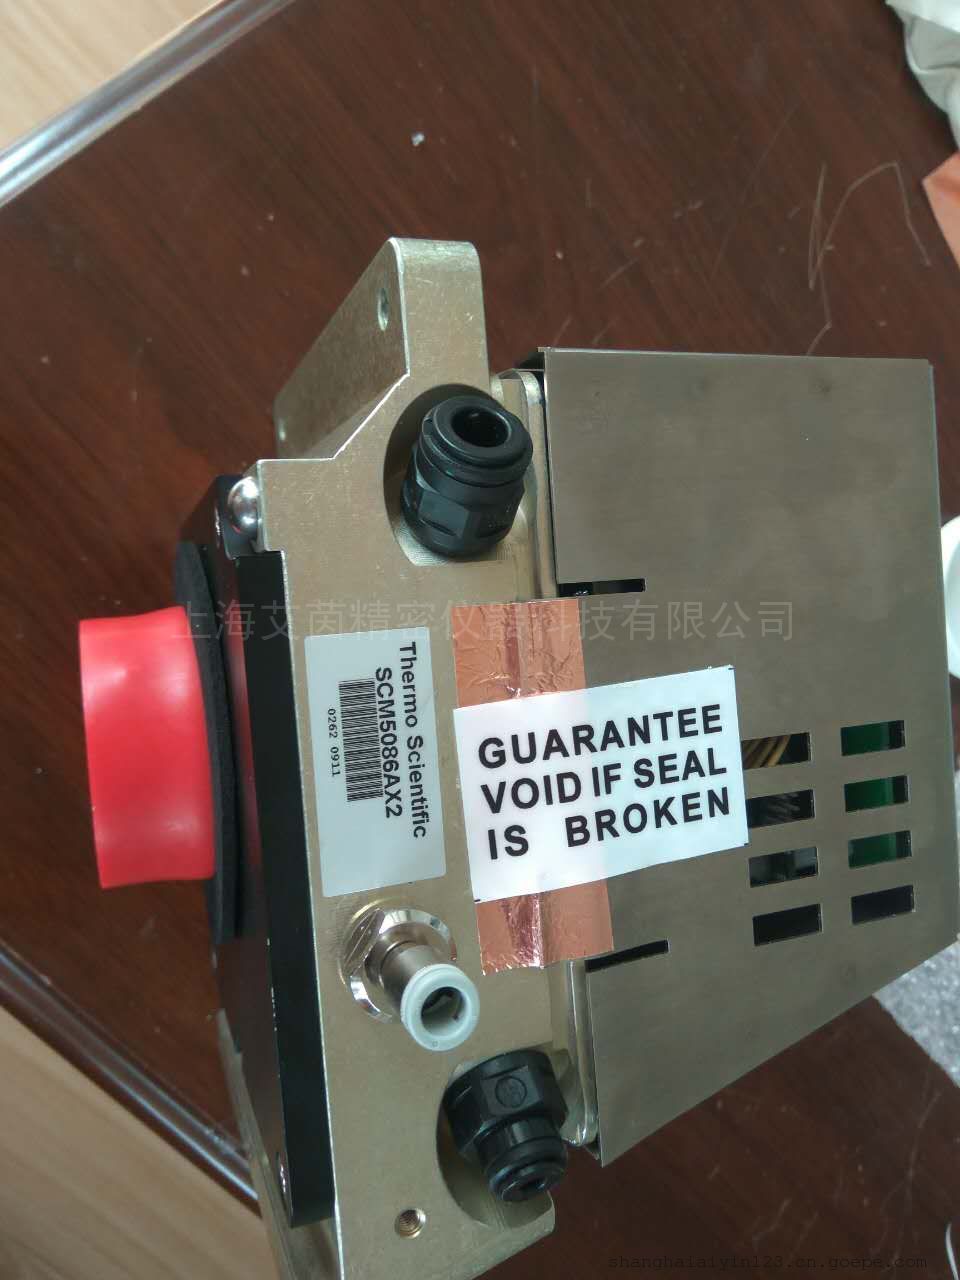 上海艾茵精密仪器科技有限公司
Thermo Scientific
SCM5086AX2
0262 0911
GUARANTEE
VOID IF SEAL
IS BROKEN
shanghaiaiyin123.cn.goepe.com